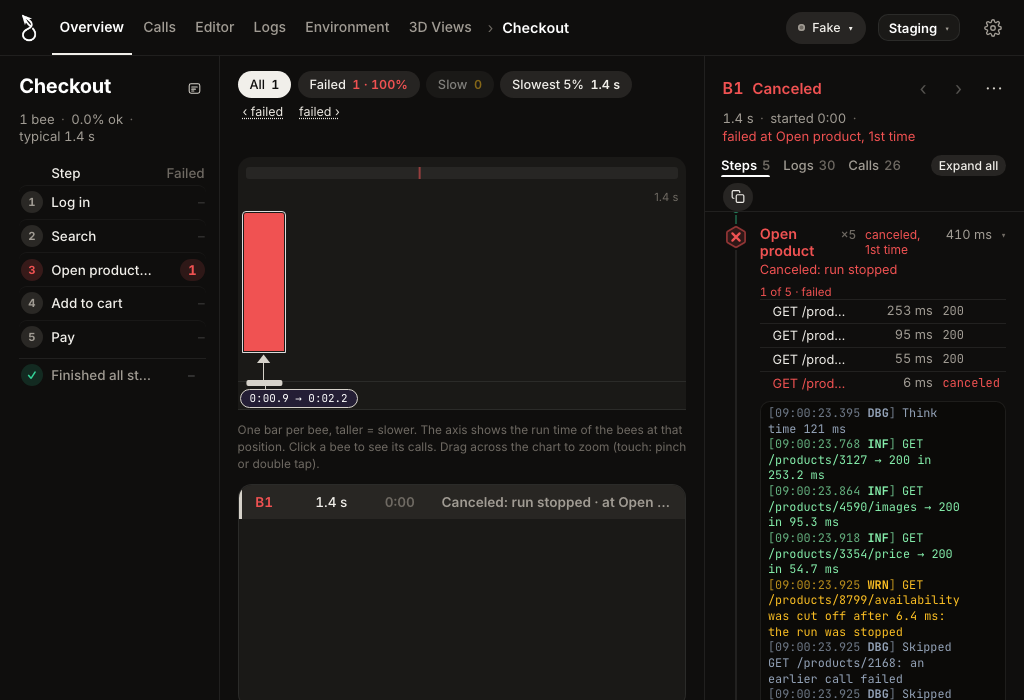 Overview Calls Editor Logs Environment 3D Views › Checkout Fake ▾ Staging ▾
Checkout
1 bee · 0.0% ok ·
typical 1.4 s
Step Failed
1 Log in –
2 Search –
3 Open product... 1
4 Add to cart –
5 Pay –
Finished all st... –
All 1 Failed 1 · 100% Slow 0 Slowest 5% 1.4 s
‹ failed failed ›
1.4 s
0:00.9 → 0:02.2
One bar per bee, taller = slower. The axis shows the run time of the bees at that
position. Click a bee to see its calls. Drag across the chart to zoom (touch: pinch
or double tap).
B1 1.4 s 0:00 Canceled: run stopped · at Open ...
B1 Canceled ‹ › ...
1.4 s · started 0:00 ·
failed at Open product, 1st time
Steps 5 Logs 30 Calls 26 Expand all
Open product ×5 canceled, 1st time 410 ms ▾
Canceled: run stopped
1 of 5 · failed
GET /prod... 253 ms 200
GET /prod... 95 ms 200
GET /prod... 55 ms 200
GET /prod... 6 ms canceled
[09:00:23.395 DBG] Think
time 121 ms
[09:00:23.768 INF] GET
/products/3127 → 200 in
253.2 ms
[09:00:23.864 INF] GET
/products/4590/images → 200
in 95.3 ms
[09:00:23.918 INF] GET
/products/3354/price → 200
in 54.7 ms
[09:00:23.925 WRN] GET
/products/8799/availability
was cut off after 6.4 ms:
the run was stopped
[09:00:23.925 DBG] Skipped
GET /products/2168: an
earlier call failed
[09:00:23.925 DBG] Skipped